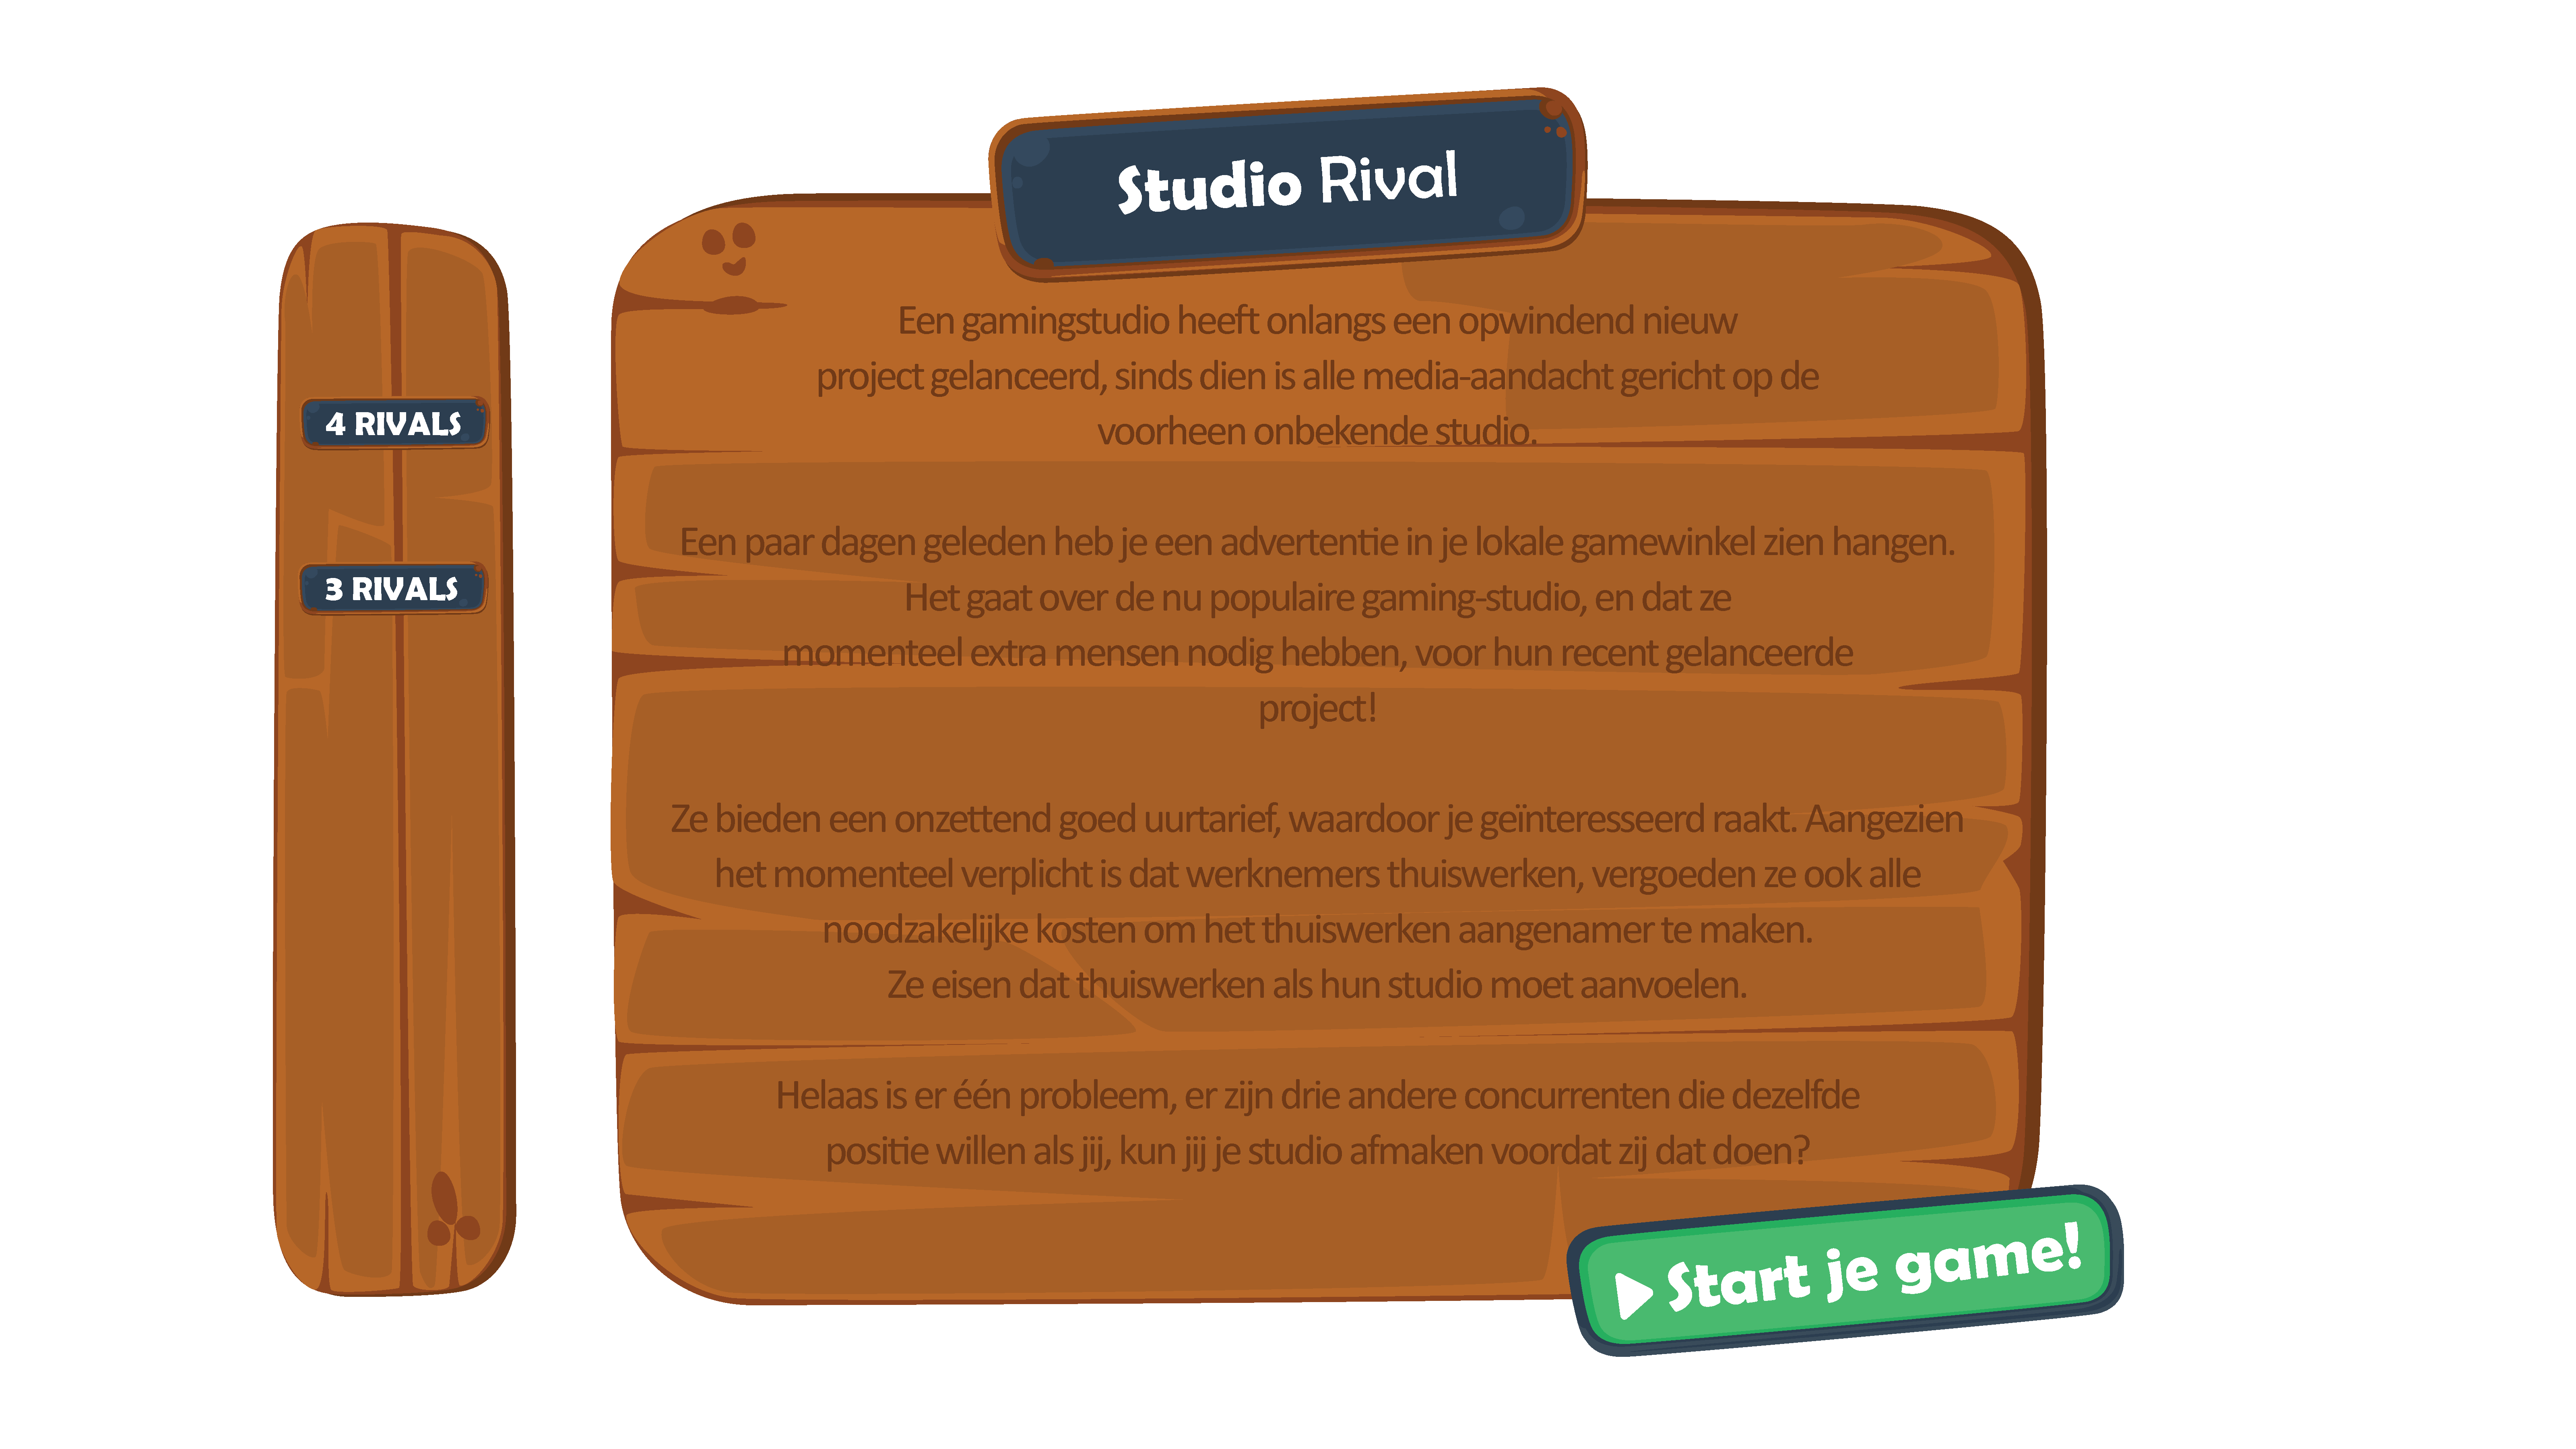 Studio Rival
4 RIVALS
3 RIVALS
Een gamingstudio heeft onlangs een opwindend nieuw
project gelanceerd, sinds dien is alle media-aandacht gericht op de
voorheen onbekende studio.
Een paar dagen geleden heb je een advertentie in je lokale gamewinkel zien hangen.
Het gaat over de nu populaire gaming-studio, en dat ze
momenteel extra mensen nodig hebben, voor hun recent gelanceerde
project!
Ze bieden een onzettend goed uurtarief, waardoor je geïnteresseerd raakt. Aangezien
het momenteel verplicht is dat werknemers thuiswerken, vergoeden ze ook alle
noodzakelijke kosten om het thuiswerken aangenamer te maken.
Ze eisen dat thuiswerken als hun studio moet aanvoelen.
Helaas is er één probleem, er zijn drie andere concurrenten die dezelfde
positie willen als jij, kun jij je studio afmaken voordat zij dat doen?
Start je game!